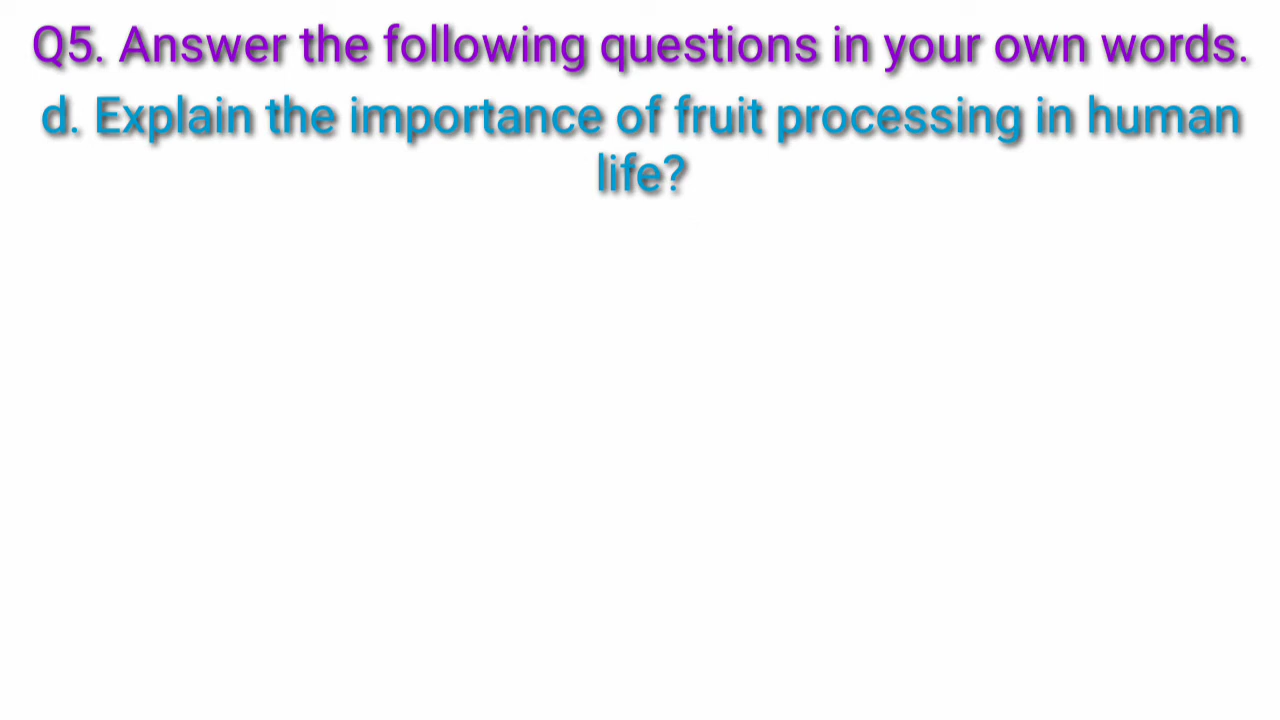 Q5. Answer the following questions in your own words.
d. Explain the importance of fruit processing in human
life?